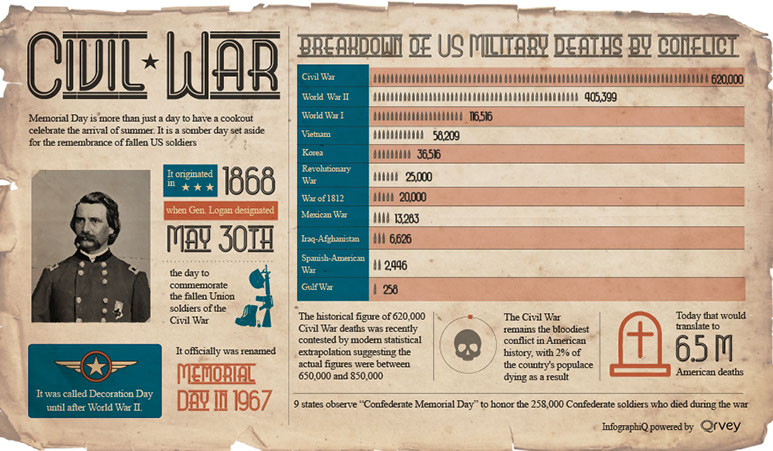 CIVIL WAR
Memorial Day is more than just a day to have a cookout
celebrate the arrival of summer. It is a somber day set aside
for the remembrance of fallen US soldiers
It originated
in
1868
when Gen. Logan designated
MAY 30TH
the day to
commemorate
the fallen Union
soldiers of the
Civil War
It was called Decoration Day
until after World War II.
It officially was renamed
MEMORIAL
DAY IN 1967
BREAKDOWN OF US MILITARY DEATHS BY CONFLICT
Civil War 620,000
World War II 405,399
World War I 116,516
Vietnam 58,209
Korea 36,516
Revolutionary
War 25,000
War of 1812 20,000
Mexican War 13,283
Iraq-Afghanistan 6,626
Spanish-American
War 2,446
Gulf War 258
The historical figure of 620,000
Civil War deaths was recently
contested by modern statistical
extrapolation suggesting the
actual figures were between
650,000 and 850,000
The Civil War
remains the bloodiest
conflict in American
history, with 2% of
the country's populace
dying as a result
Today that would
translate to
6.5 M
American deaths
9 states observe “Confederate Memorial Day” to honor the 258,000 Confederate soldiers who died during the war
InfographiQ powered by Qrvey